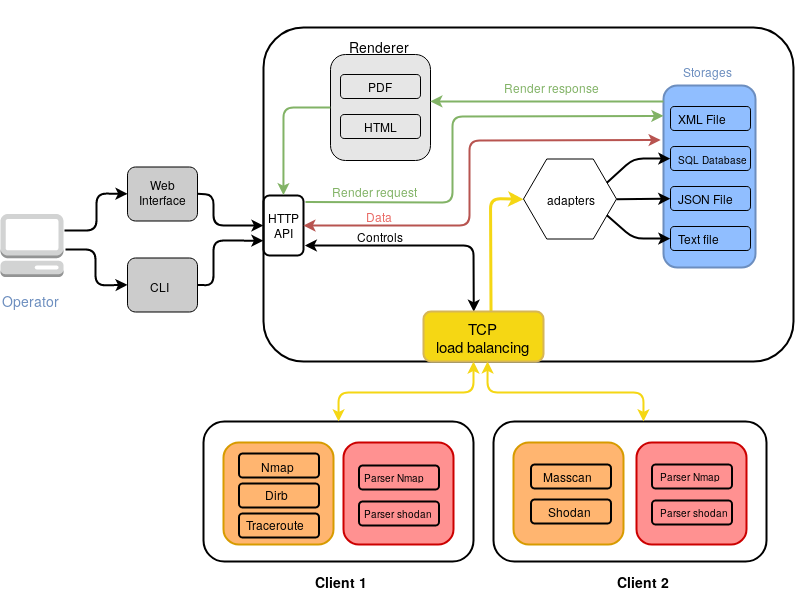 Renderer
PDF
HTML
Render response
Storages
XML File
SQL Database
JSON File
Text file
adapters
Web
Interface
CLI
Operator
HTTP
API
Render request
Data
Controls
TCP
load balancing
Nmap
Dirb
Traceroute
Parser Nmap
Parser shodan
Client 1
Masscan
Shodan
Parser Nmap
Parser shodan
Client 2